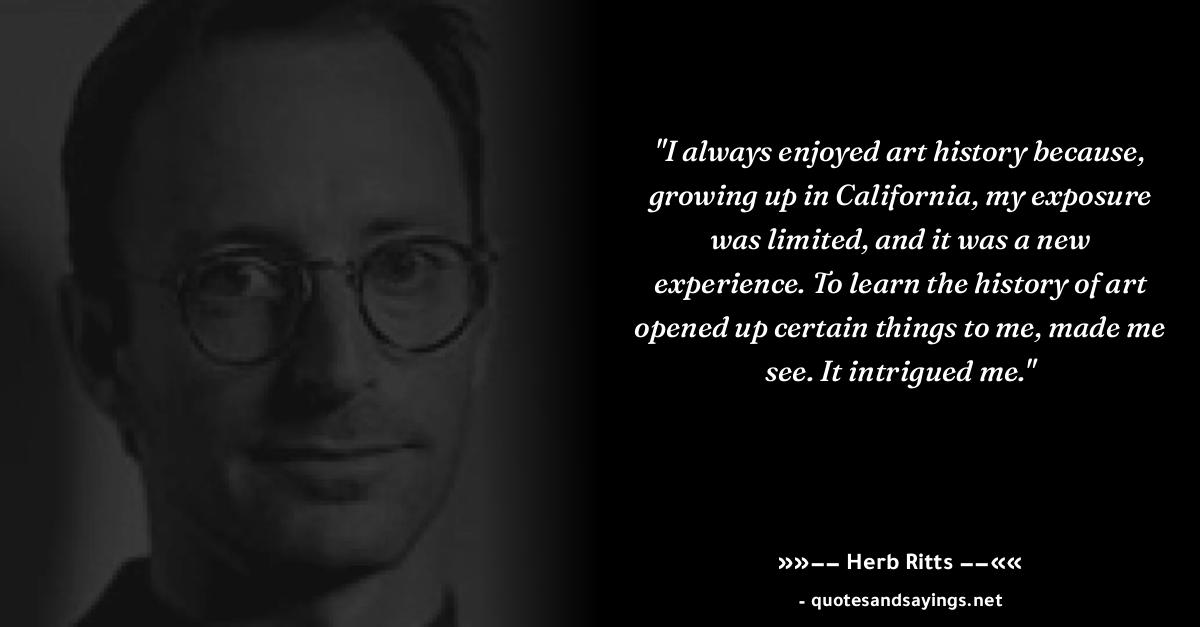 "I always enjoyed art history because,
growing up in California, my exposure
was limited, and it was a new
experience. To learn the history of art
opened up certain things to me, made me
see. It intrigued me."
»»−− Herb Ritts −−««
- quotesandsayings.net